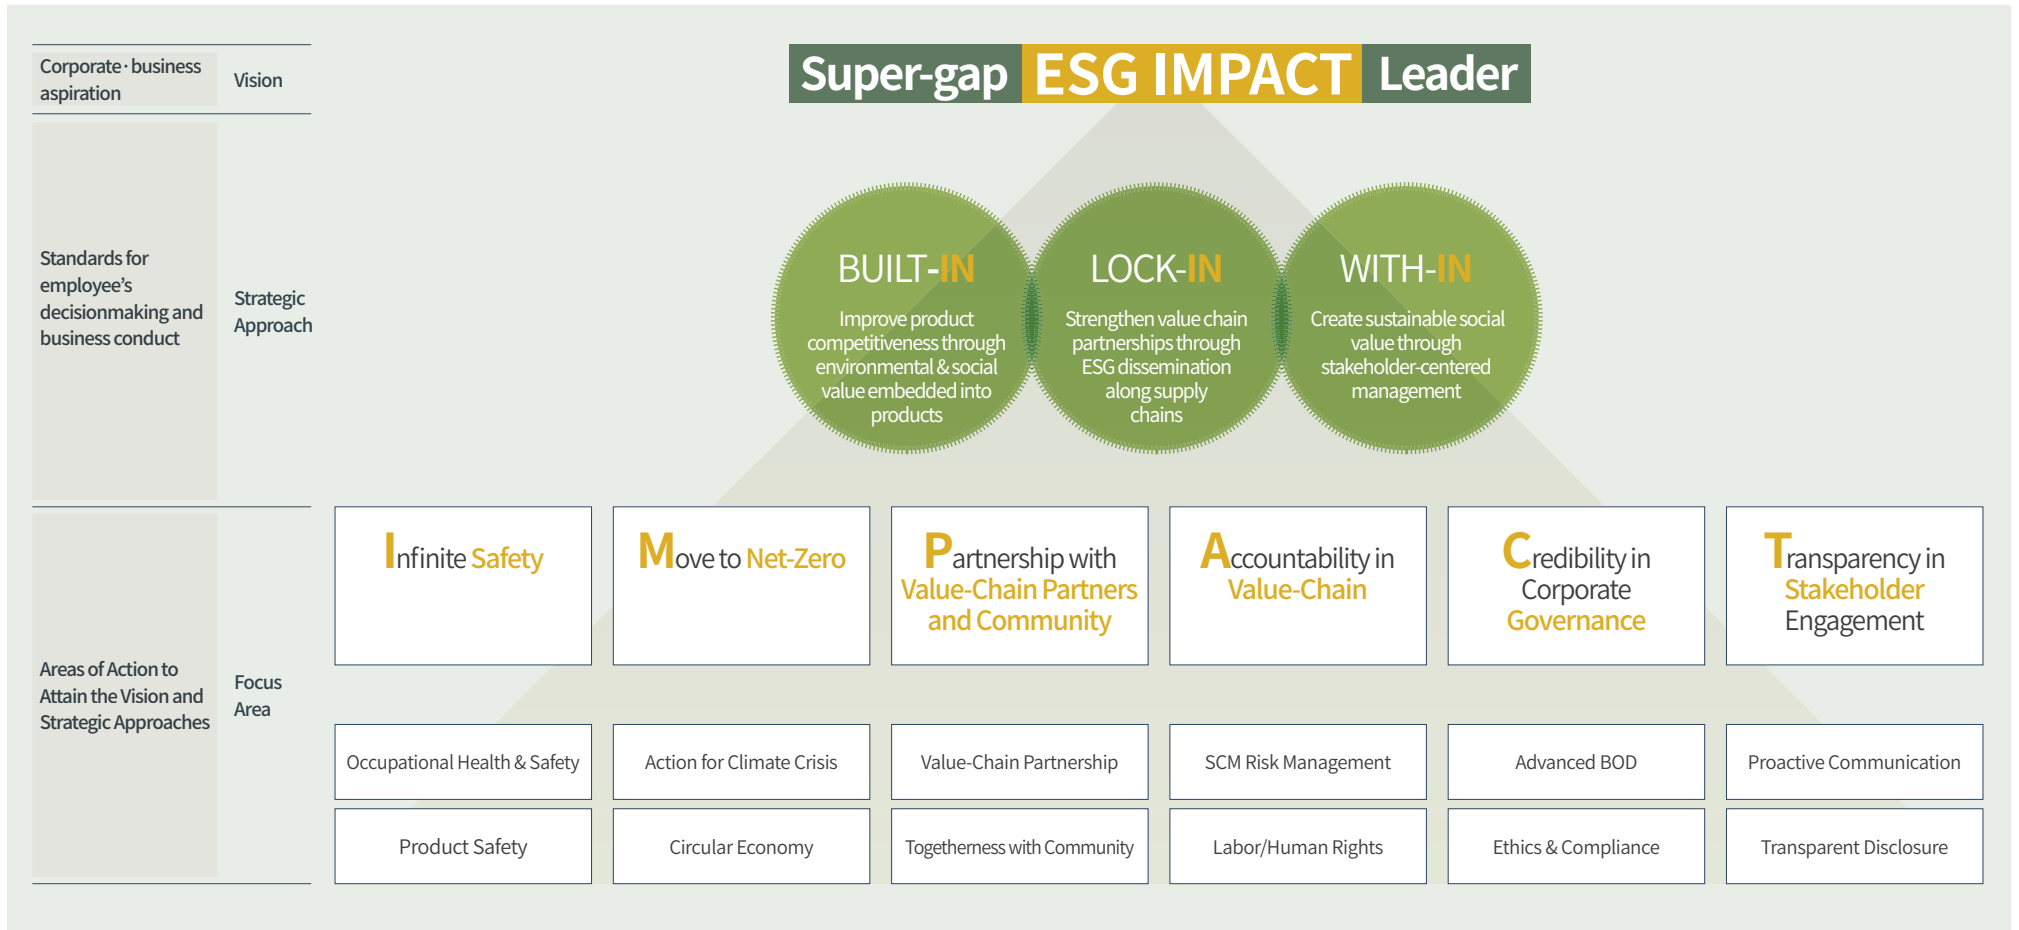 Corporate · business
aspiration
Vision
Super-gap ESG IMPACT Leader
Standards for
employee's
decisionmaking and
business conduct
Strategic
Approach
BUILT-IN
Improve product
competitiveness through
environmental & social
value embedded into
products
LOCK-IN
Strengthen value chain
partnerships through
ESG dissemination
along supply
chains
WITH-IN
Create sustainable social
value through
stakeholder-centered
management
Areas of Action to
Attain the Vision and
Strategic Approaches
Focus
Area
Infinite Safety
Move to Net-Zero
Partnership with
Value-Chain Partners
and Community
Accountability in
Value-Chain
Credibility in
Corporate
Governance
Transparency in
Stakeholder
Engagement
Occupational Health & Safety
Action for Climate Crisis
Value-Chain Partnership
SCM Risk Management
Advanced BOD
Proactive Communication
Product Safety
Circular Economy
Togetherness with Community
Labor/Human Rights
Ethics & Compliance
Transparent Disclosure